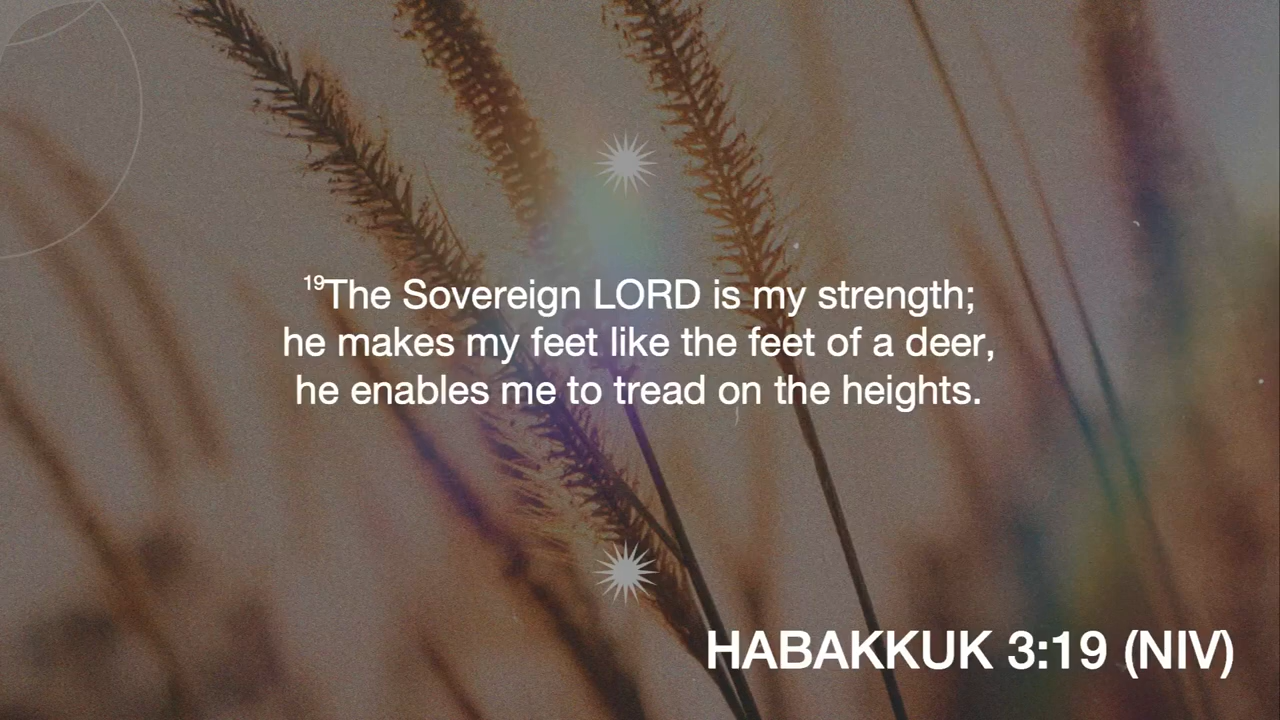 ¹⁹The Sovereign LORD is my strength;
he makes my feet like the feet of a deer,
he enables me to tread on the heights.
HABAKKUK 3:19 (NIV)